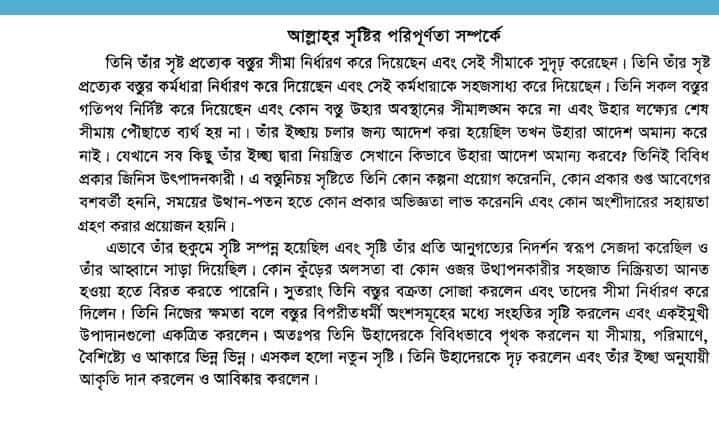 আল্লাহ্‌র সৃষ্টির পরিপূর্ণতা সম্পর্কে
তিনি তাঁর সৃষ্ট প্রত্যেক বস্তুর সীমা নির্ধারণ করে দিয়েছেন এবং সেই সীমাকে সুদৃঢ় করেছেন। তিনি তাঁর সৃষ্ট
প্রত্যেক বস্তুর কর্মধারা নির্ধারণ করে দিয়েছেন এবং সেই কর্মধারাকে সহজসাধ্য করে দিয়েছেন। তিনি সকল বস্তুর
গতিপথ নির্দিষ্ট করে দিয়েছেন এবং কোন বস্তু উহার অবস্থানের সীমালঙ্ঘন করে না এবং উহার লক্ষ্যের শেষ
সীমায় পৌঁছাতে ব্যর্থ হয় না। তাঁর ইচ্ছায় চলার জন্য আদেশ করা হয়েছিল তখন উহারা আদেশ অমান্য করে
নাই। যেখানে সব কিছু তাঁর ইচ্ছা দ্বারা নিয়ন্ত্রিত সেখানে কিভাবে উহারা আদেশ অমান্য করবে? তিনিই বিবিধ
প্রকার জিনিস উৎপাদনকারী। এ বস্তুনিচয় সৃষ্টিতে তিনি কোন কল্পনা প্রয়োগ করেননি, কোন প্রকার গুপ্ত আবেগের
বশবর্তী হননি, সময়ের উত্থান-পতন হতে কোন প্রকার অভিজ্ঞতা লাভ করেননি এবং কোন অংশীদারের সহায়তা
গ্রহণ করার প্রয়োজন হয়নি।
এভাবে তাঁর হুকুমে সৃষ্টি সম্পন্ন হয়েছিল এবং সৃষ্টি তাঁর প্রতি আনুগত্যের নিদর্শন স্বরূপ সেজদা করেছিল ও
তাঁর আহ্বানে সাড়া দিয়েছিল। কোন কুঁড়ের অলসতা বা কোন ওজর উত্থাপনকারীর সহজাত নিষ্ক্রিয়তা আনত
হওয়া হতে বিরত করতে পারেনি। সুতরাং তিনি বস্তুর বক্রতা সোজা করলেন এবং তাদের সীমা নির্ধারণ করে
দিলেন। তিনি নিজের ক্ষমতা বলে বস্তুর বিপরীতধর্মী অংশসমূহের মধ্যে সংহতির সৃষ্টি করলেন এবং একইমুখী
উপাদানগুলো একত্রিত করলেন। অতঃপর তিনি উহাদেরকে বিবিধভাবে পৃথক করলেন যা সীমায়, পরিমাণে,
বৈশিষ্ট্যে ও আকারে ভিন্ন ভিন্ন। এসকল হলো নতুন সৃষ্টি। তিনি উহাদেরকে দৃঢ় করলেন এবং তাঁর ইচ্ছা অনুযায়ী
আকৃতি দান করলেন ও আবিষ্কার করলেন।